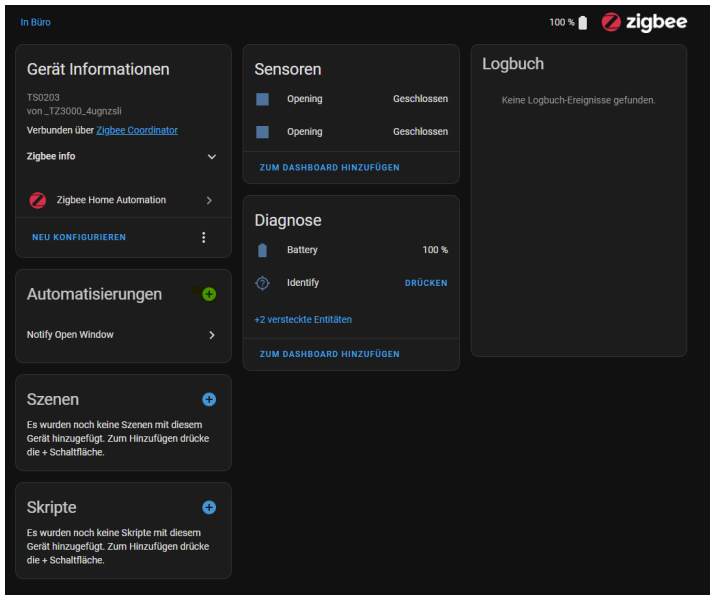 In Büro
100 %
zigbee
Gerät Informationen
TS0203
von _TZ3000_4ugnzsli
Verbunden über Zigbee Coordinator
Zigbee info
Zigbee Home Automation
NEU KONFIGURIEREN
Automatisierungen
Notify Open Window
Szenen
Es wurden noch keine Szenen mit diesem
Gerät hinzugefügt. Zum Hinzufügen drücke
die + Schaltfläche.
Skripte
Es wurden noch keine Skripte mit diesem
Gerät hinzugefügt. Zum Hinzufügen drücke
die + Schaltfläche.
Sensoren
Opening Geschlossen
Opening Geschlossen
ZUM DASHBOARD HINZUFÜGEN
Diagnose
Battery 100 %
Identify DRÜCKEN
+2 versteckte Entitäten
ZUM DASHBOARD HINZUFÜGEN
Logbuch
Keine Logbuch-Ereignisse gefunden.